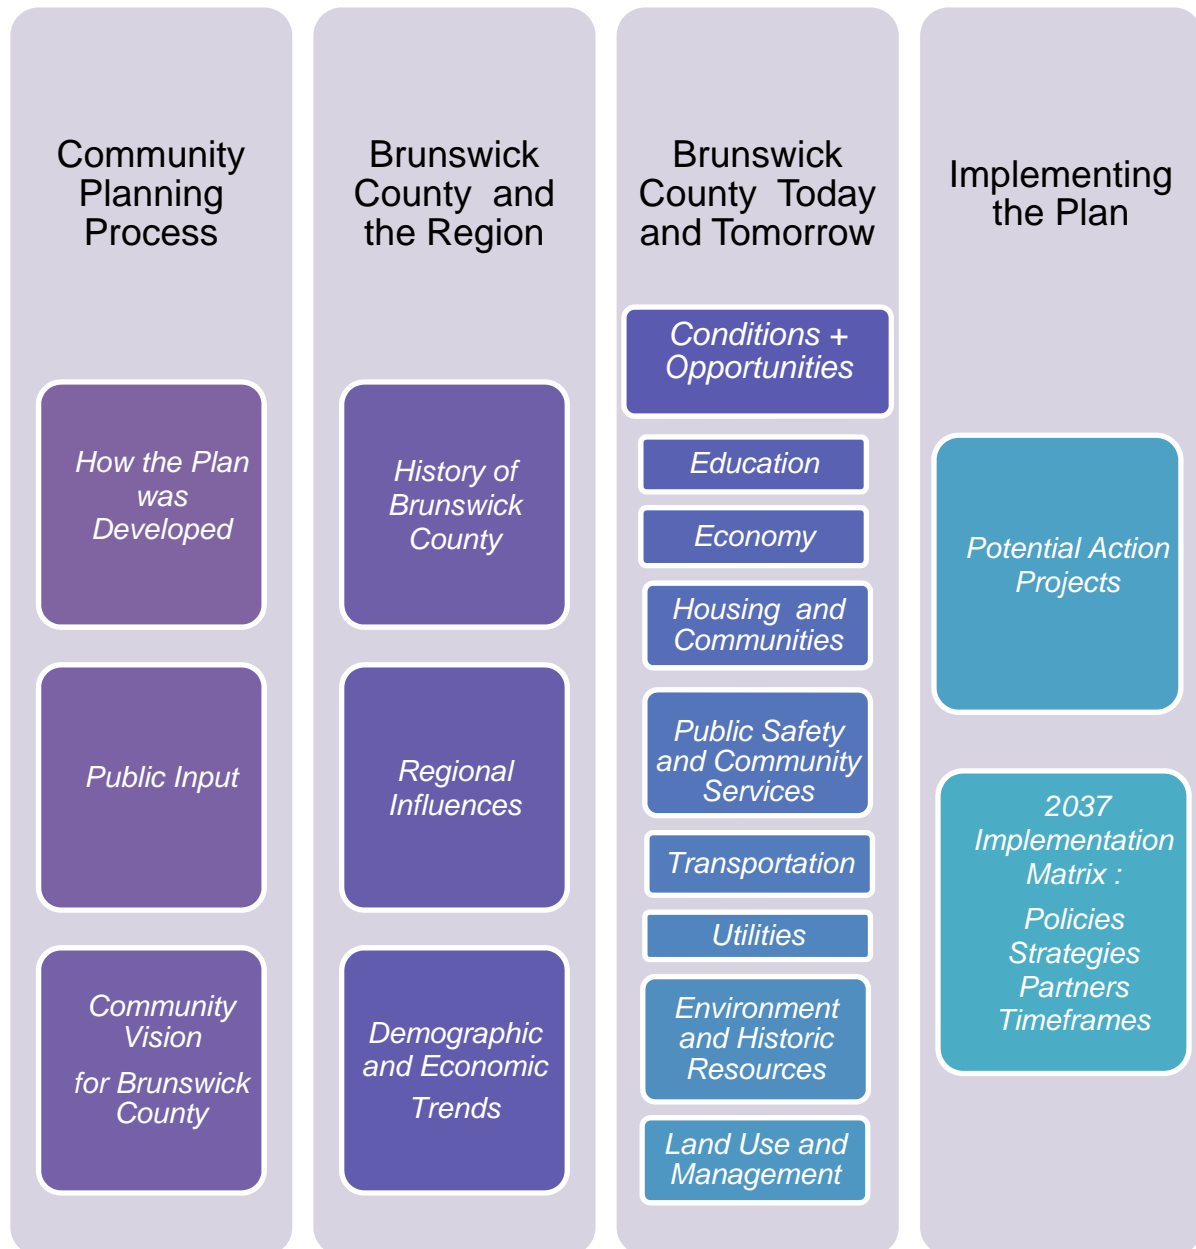 Community
Planning
Process
How the Plan
was
Developed
Public Input
Community
Vision
for Brunswick
County
Brunswick
County and
the Region
History of
Brunswick
County
Regional
Influences
Demographic
and Economic
Trends
Brunswick
County Today
and Tomorrow
Conditions +
Opportunities
Education
Economy
Housing and
Communities
Public Safety
and Community
Services
Transportation
Utilities
Environment
and Historic
Resources
Land Use and
Management
Implementing
the Plan
Potential Action
Projects
2037
Implementation
Matrix :
Policies
Strategies
Partners
Timeframes